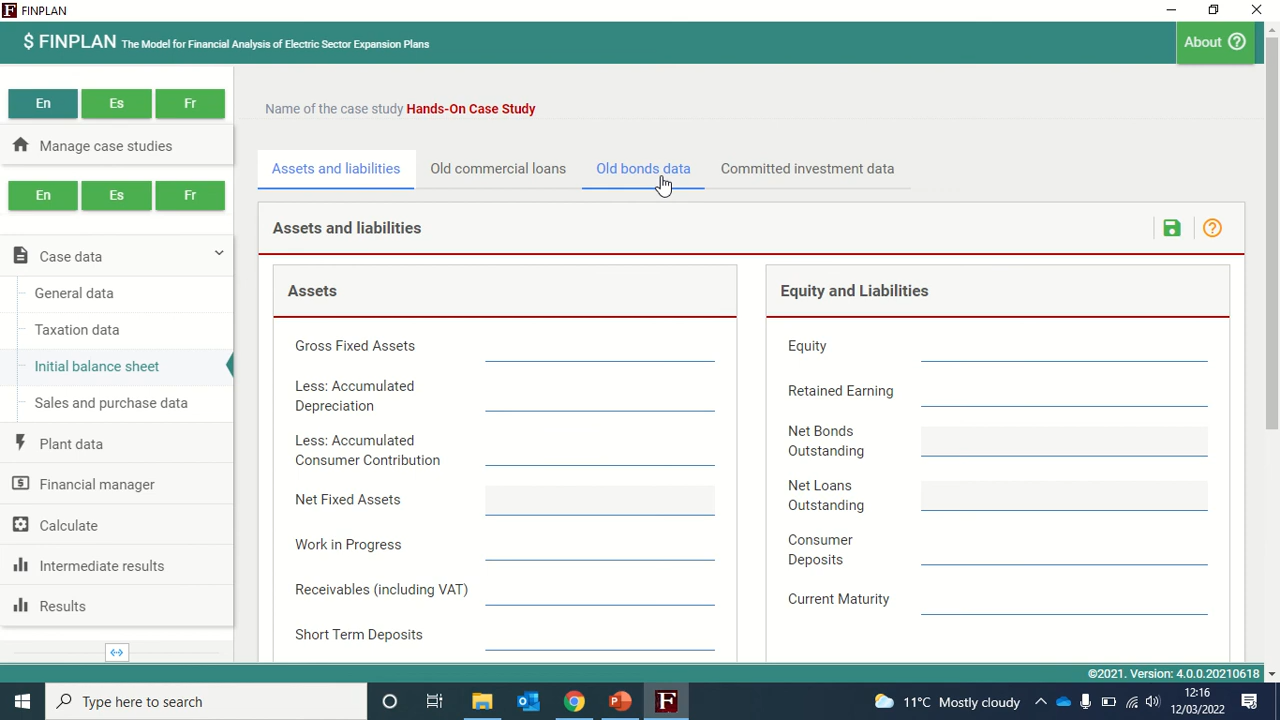 FINPLAN
$ FINPLAN The Model for Financial Analysis of Electric Sector Expansion Plans
About
En Es Fr
Manage case studies
En Es Fr
Case data
General data
Taxation data
Initial balance sheet
Sales and purchase data
Plant data
Financial manager
Calculate
Intermediate results
Results
Name of the case study Hands-On Case Study
Assets and liabilities Old commercial loans Old bonds data Committed investment data
Assets and liabilities
Assets
Gross Fixed Assets
Less: Accumulated
Depreciation
Less: Accumulated
Consumer Contribution
Net Fixed Assets
Work in Progress
Receivables (including VAT)
Short Term Deposits
Equity and Liabilities
Equity
Retained Earning
Net Bonds
Outstanding
Net Loans
Outstanding
Consumer
Deposits
Current Maturity
©2021. Version: 4.0.0.20210618
Type here to search
11°C Mostly cloudy
12:16
12/03/2022